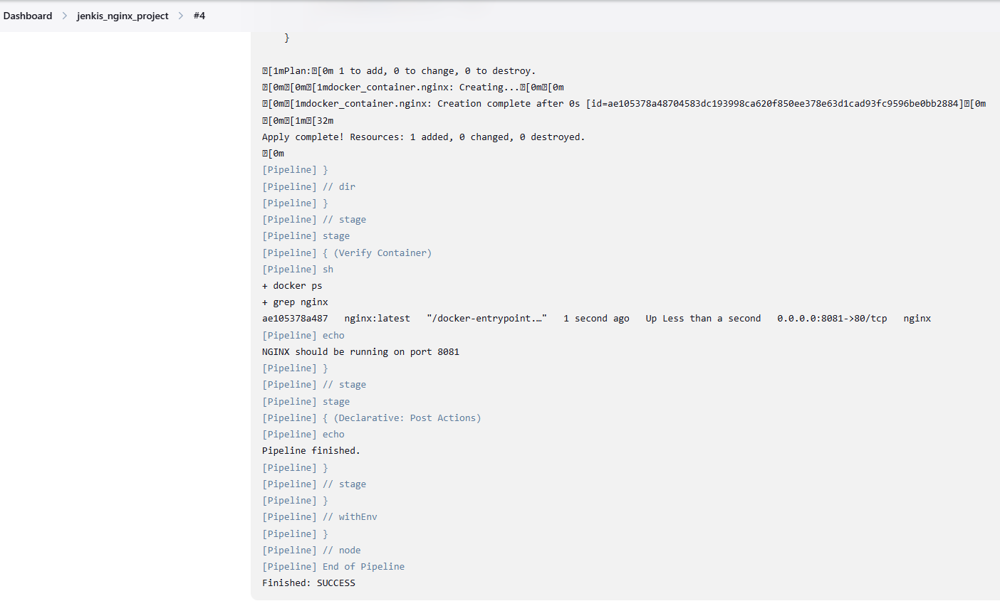 Dashboard > jenkis_nginx_project > #4
}
␛[1mPlan:␛[0m 1 to add, 0 to change, 0 to destroy.
␛[0m␛[0m␛[1mdocker_container.nginx: Creating...␛[0m␛[0m
␛[0m␛[1mdocker_container.nginx: Creation complete after 0s [id=ae105378a48704583dc193998ca620f850ee378e63d1cad93fc9596be0bb2884]␛[0m
␛[0m␛[1m␛[32m
Apply complete! Resources: 1 added, 0 changed, 0 destroyed.
␛[0m
[Pipeline] }
[Pipeline] // dir
[Pipeline] }
[Pipeline] // stage
[Pipeline] stage
[Pipeline] { (Verify Container)
[Pipeline] sh
+ docker ps
+ grep nginx
ae105378a487   nginx:latest   "/docker-entrypoint.…"   1 second ago   Up Less than a second   0.0.0.0:8081->80/tcp   nginx
[Pipeline] echo
NGINX should be running on port 8081
[Pipeline] }
[Pipeline] // stage
[Pipeline] stage
[Pipeline] { (Declarative: Post Actions)
[Pipeline] echo
Pipeline finished.
[Pipeline] }
[Pipeline] // stage
[Pipeline] }
[Pipeline] // withEnv
[Pipeline] }
[Pipeline] // node
[Pipeline] End of Pipeline
Finished: SUCCESS